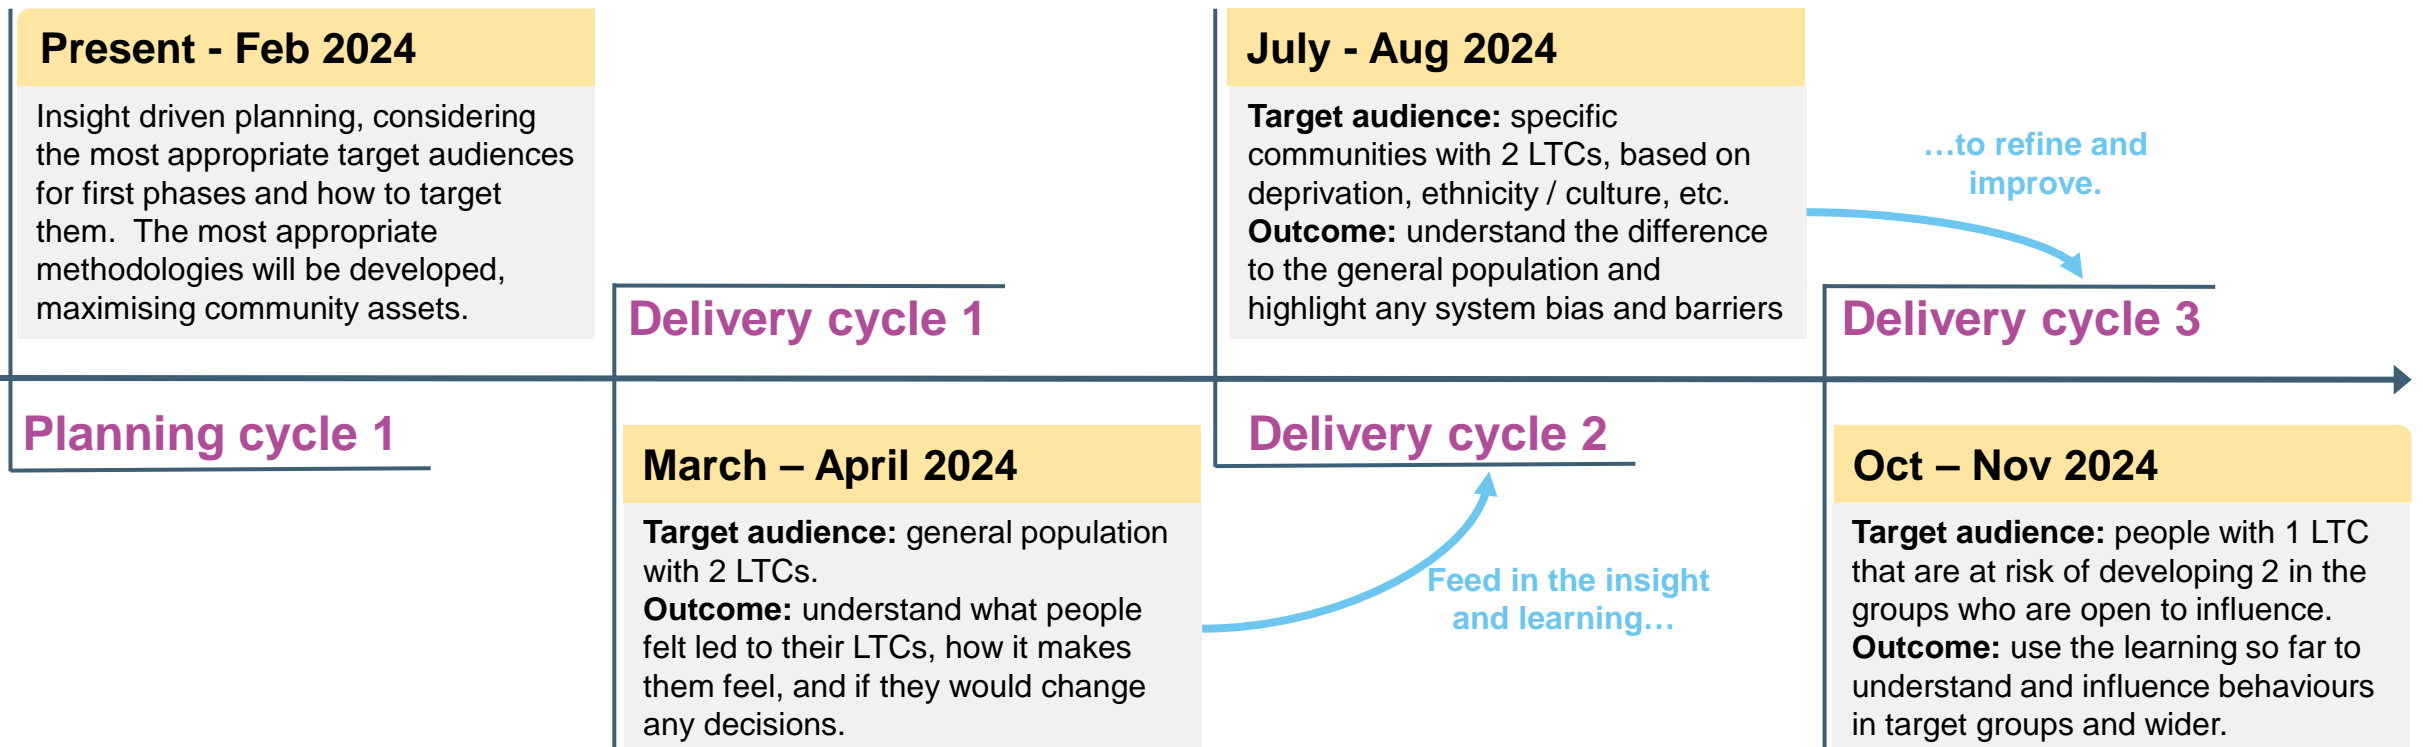 Present - Feb 2024
Insight driven planning, considering
the most appropriate target audiences
for first phases and how to target
them.  The most appropriate
methodologies will be developed,
maximising community assets.
Planning cycle 1
Delivery cycle 1
March – April 2024
Target audience: general population
with 2 LTCs.
Outcome: understand what people
felt led to their LTCs, how it makes
them feel, and if they would change
any decisions.
July - Aug 2024
Target audience: specific
communities with 2 LTCs, based on
deprivation, ethnicity / culture, etc.
Outcome: understand the difference
to the general population and
highlight any system bias and barriers
Delivery cycle 2
Feed in the insight
and learning…
…to refine and
improve.
Delivery cycle 3
Oct – Nov 2024
Target audience: people with 1 LTC
that are at risk of developing 2 in the
groups who are open to influence.
Outcome: use the learning so far to
understand and influence behaviours
in target groups and wider.